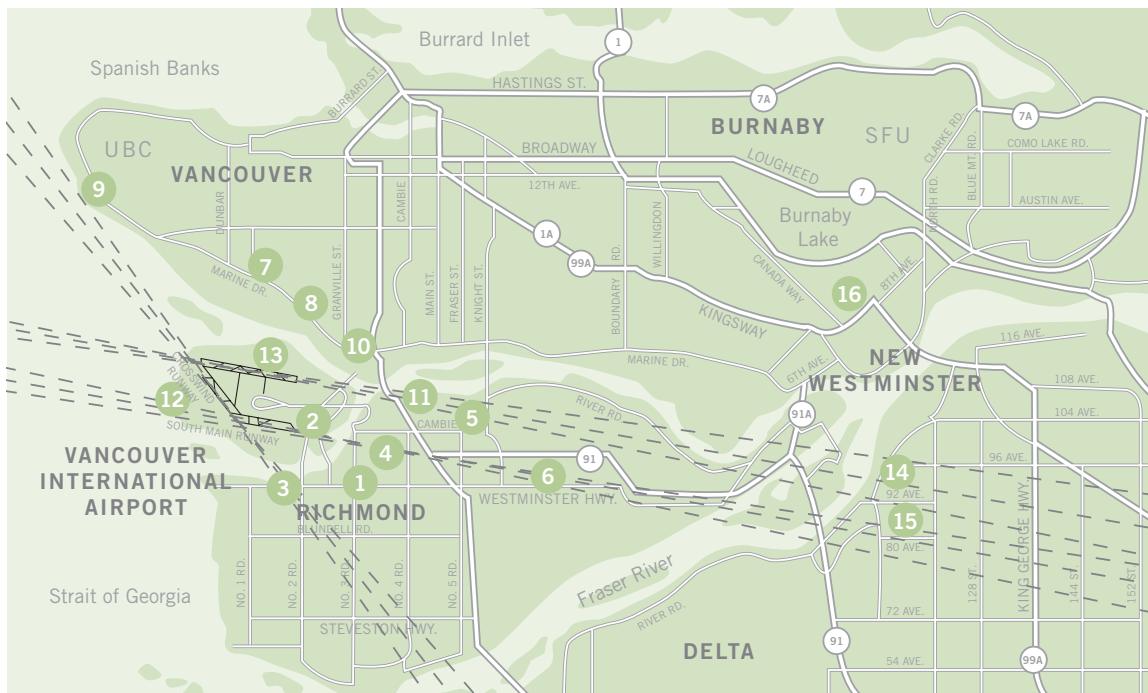 Burrard Inlet
1
Spanish Banks
HASTINGS ST.
7A
BURRARD ST.
BURNABY
SFU
7A
CLARKE RD.
BLUE MT. RD.
COMO LAKE RD.
UBC
VANCOUVER
BROADWAY
LOUGHEED
9
12TH AVE.
7
DUNBAR
CAMBIE
WILLINGDON
NORTH RD.
AUSTIN AVE.
Burnaby
Lake
1A
99A
BOUNDARY RD.
CANADA WAY
8TH AVE.
7
MARINE DR.
8
GRANVILLE ST.
MAIN ST.
FRASER ST.
KNIGHT ST.
16
KINGSWAY
10
MARINE DR.
116 AVE.
13
CROSSWIND
RUNWAY
6TH AVE.
NEW
WESTMINSTER
108 AVE.
12
11
5
RIVER RD.
91A
104 AVE.
2
CAMBIE
SOUTH MAIN RUNWAY
4
91
96 AVE.
VANCOUVER
INTERNATIONAL
AIRPORT
3
1
6
WESTMINSTER HWY.
14
92 AVE.
RICHMOND
BLUNDELL RD.
15
80 AVE.
KING GEORGE HWY.
NO. 1 RD.
NO. 2 RD.
NO. 3 RD.
NO. 4 RD.
NO. 5 RD.
128 ST.
144 ST.
152 ST.
Strait of Georgia
Fraser River
RIVER RD.
72 AVE.
STEVESTON HWY.
DELTA
91
54 AVE.
99A